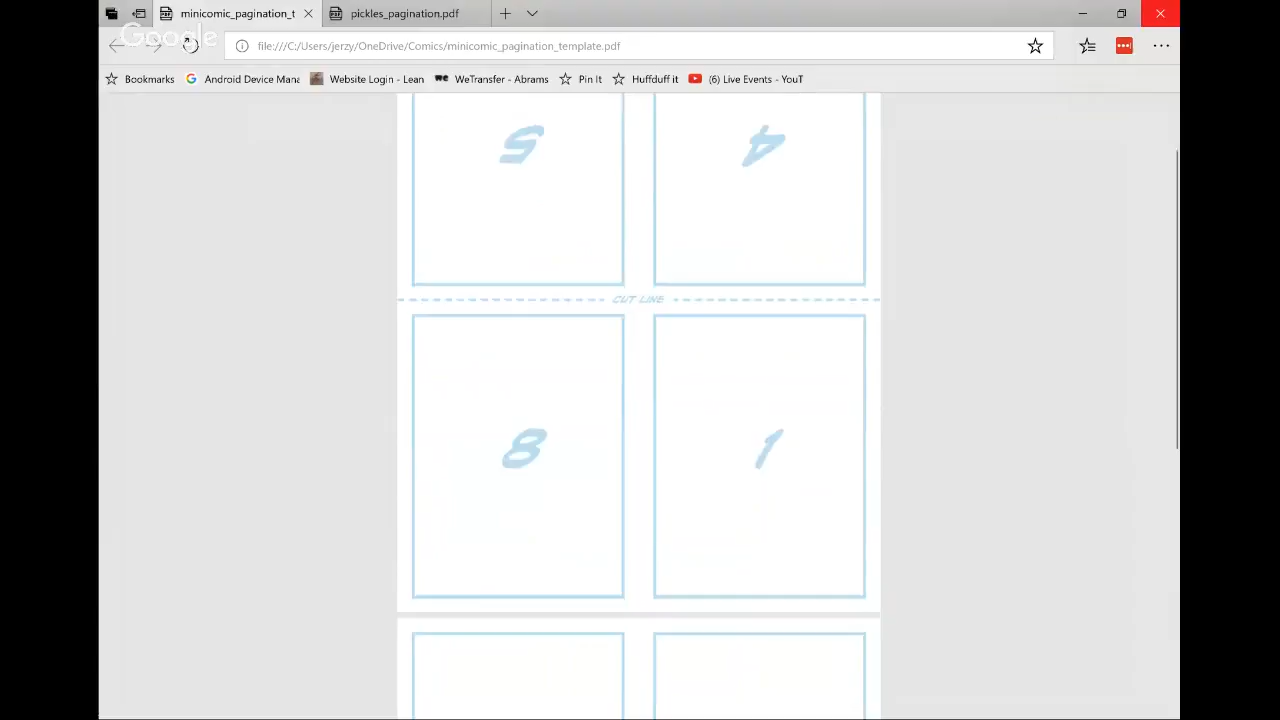 minicomic_pagination_t
pickles_pagination.pdf
Google
file:///C:/Users/jerzy/OneDrive/Comics/minicomic_pagination_template.pdf
Bookmarks
Android Device Mana
Website Login - Lean
WeTransfer - Abrams
Pin It
Huffduff it
(6) Live Events - YouT
5
4
CUT LINE
8
1